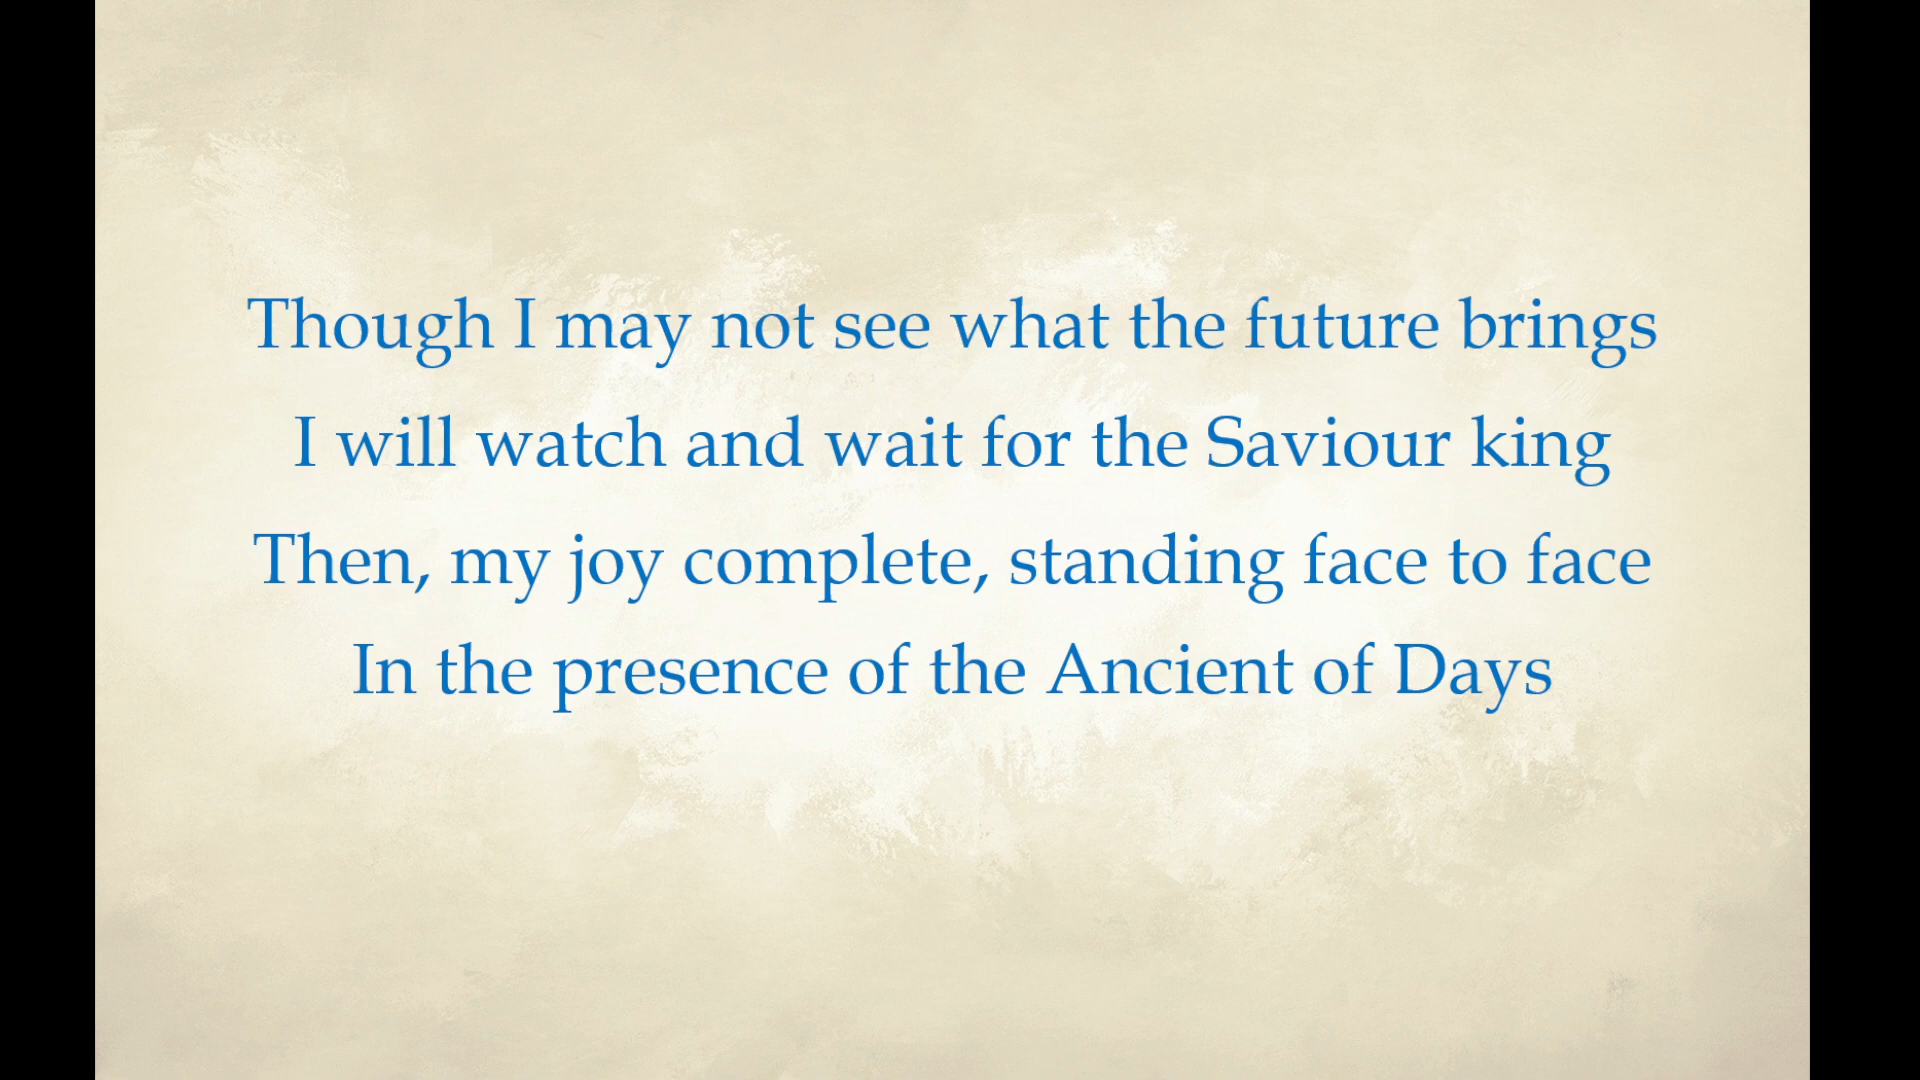 Though I may not see what the future brings
I will watch and wait for the Saviour king
Then, my joy complete, standing face to face
In the presence of the Ancient of Days